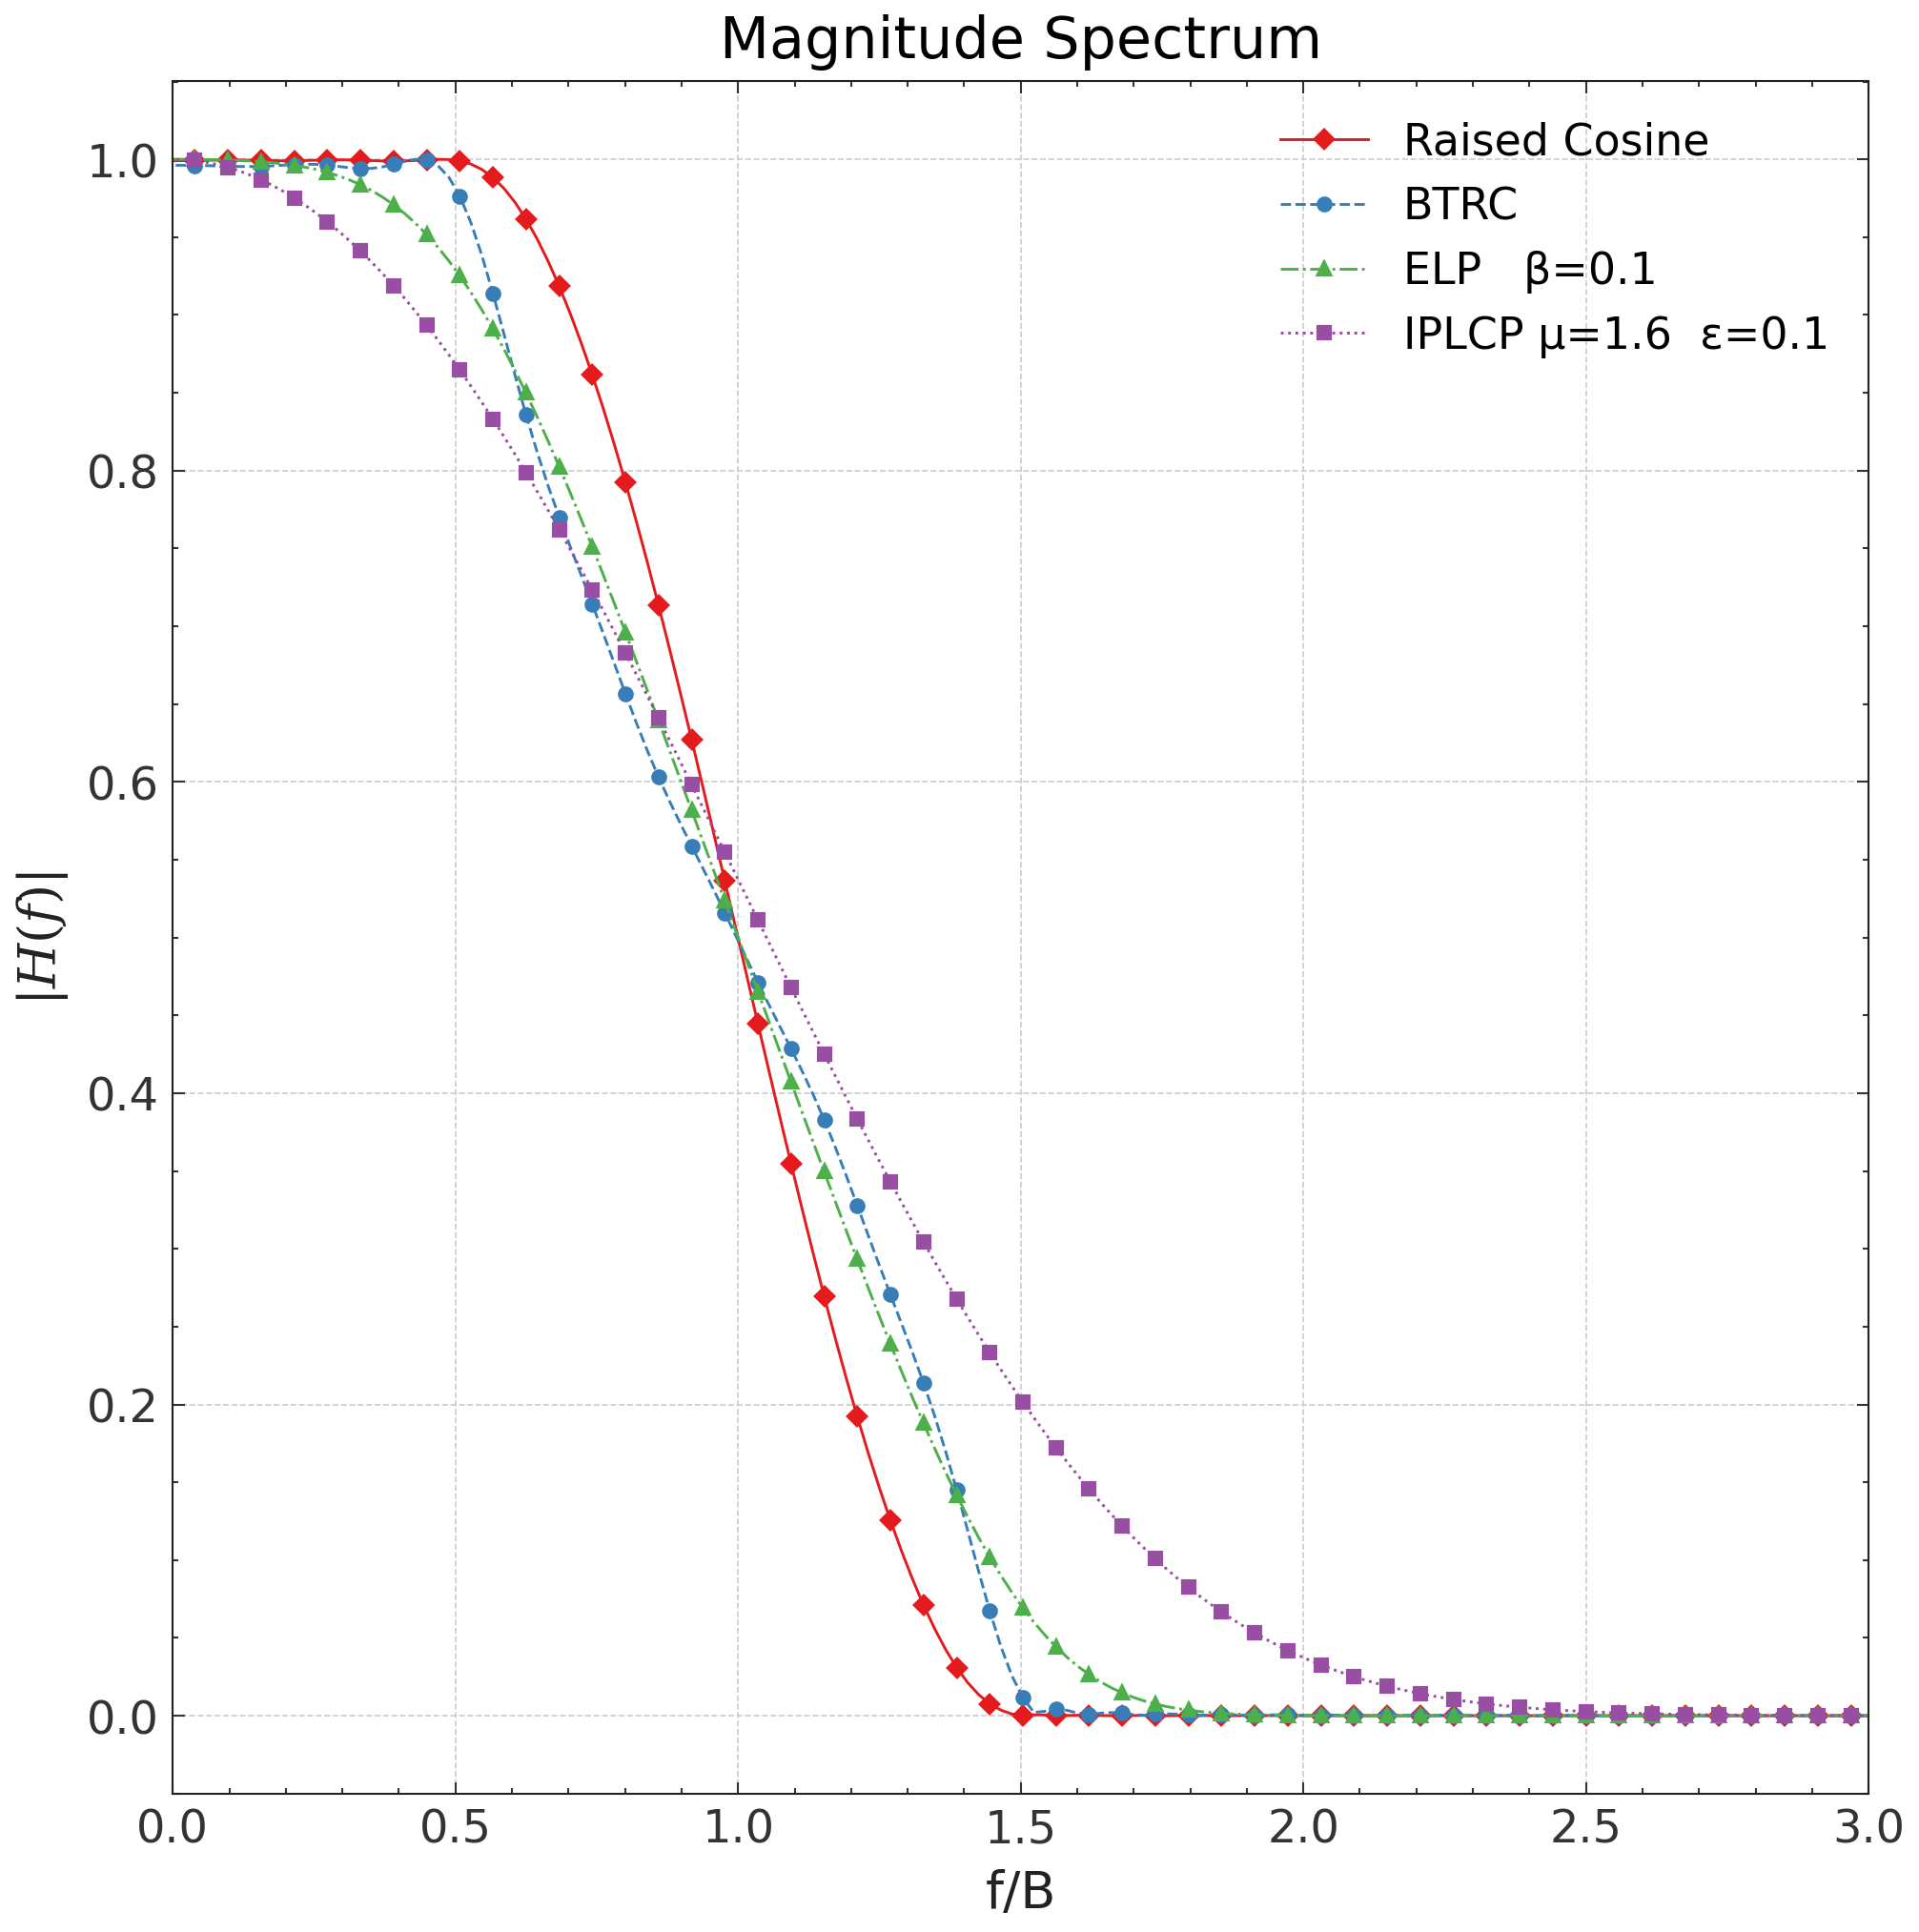 Magnitude Spectrum
1.0
0.8
0.6
0.4
0.2
0.0
|H(f)|
Raised Cosine
BTRC
ELP β=0.1
IPLCP μ=1.6 ε=0.1
0.0 0.5 1.0 1.5 2.0 2.5 3.0
f/B